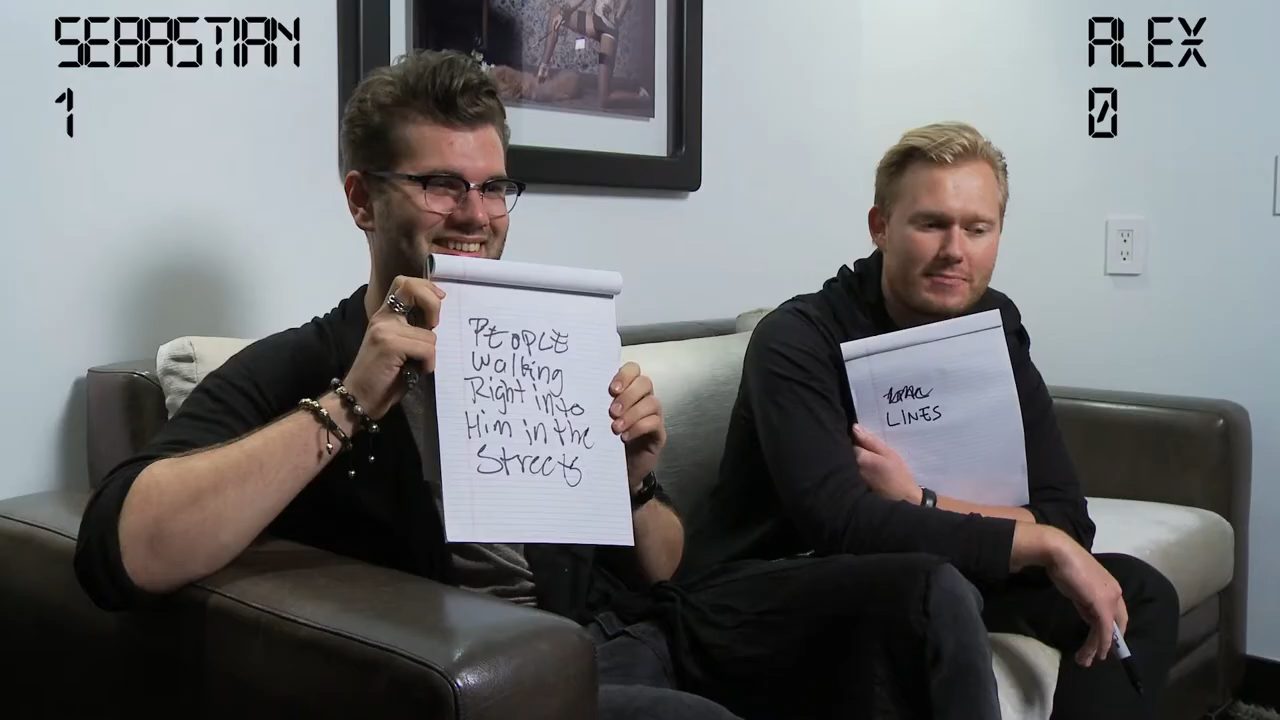 SEBASTIAN
1
ALEX
0
PEOPLE
Walking
Right into
Him in the
Streets
LINES